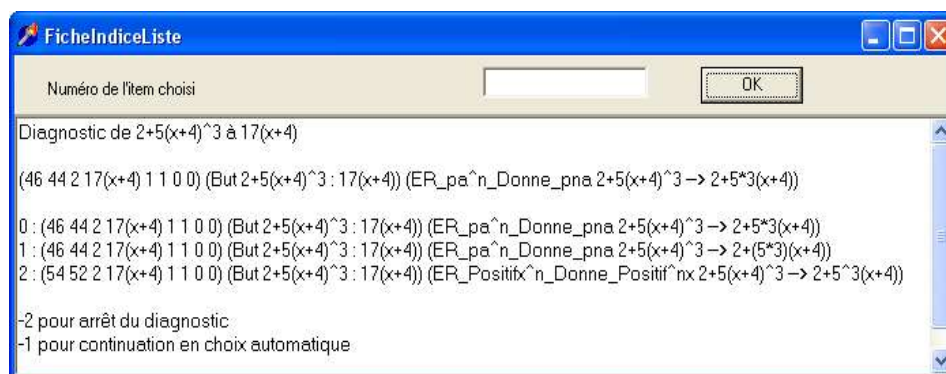 FicheIndiceListe
Numéro de l'item choisi
OK
Diagnostic de 2+5(x+4)^3 à 17(x+4)
(46 44 2 17(x+4) 1 1 0 0) (But 2+5(x+4)^3 : 17(x+4)) (ER_pa^n_Donne_pna 2+5(x+4)^3 --> 2+5*3(x+4))
0 : (46 44 2 17(x+4) 1 1 0 0) (But 2+5(x+4)^3 : 17(x+4)) (ER_pa^n_Donne_pna 2+5(x+4)^3 --> 2+5*3(x+4))
1 : (46 44 2 17(x+4) 1 1 0 0) (But 2+5(x+4)^3 : 17(x+4)) (ER_pa^n_Donne_pna 2+5(x+4)^3 --> 2+(5*3)(x+4))
2 : (54 52 2 17(x+4) 1 1 0 0) (But 2+5(x+4)^3 : 17(x+4)) (ER_Positifx^n_Donne_Positif^nx 2+5(x+4)^3 --> 2+5^3(x+4))
-2 pour arrêt du diagnostic
-1 pour continuation en choix automatique